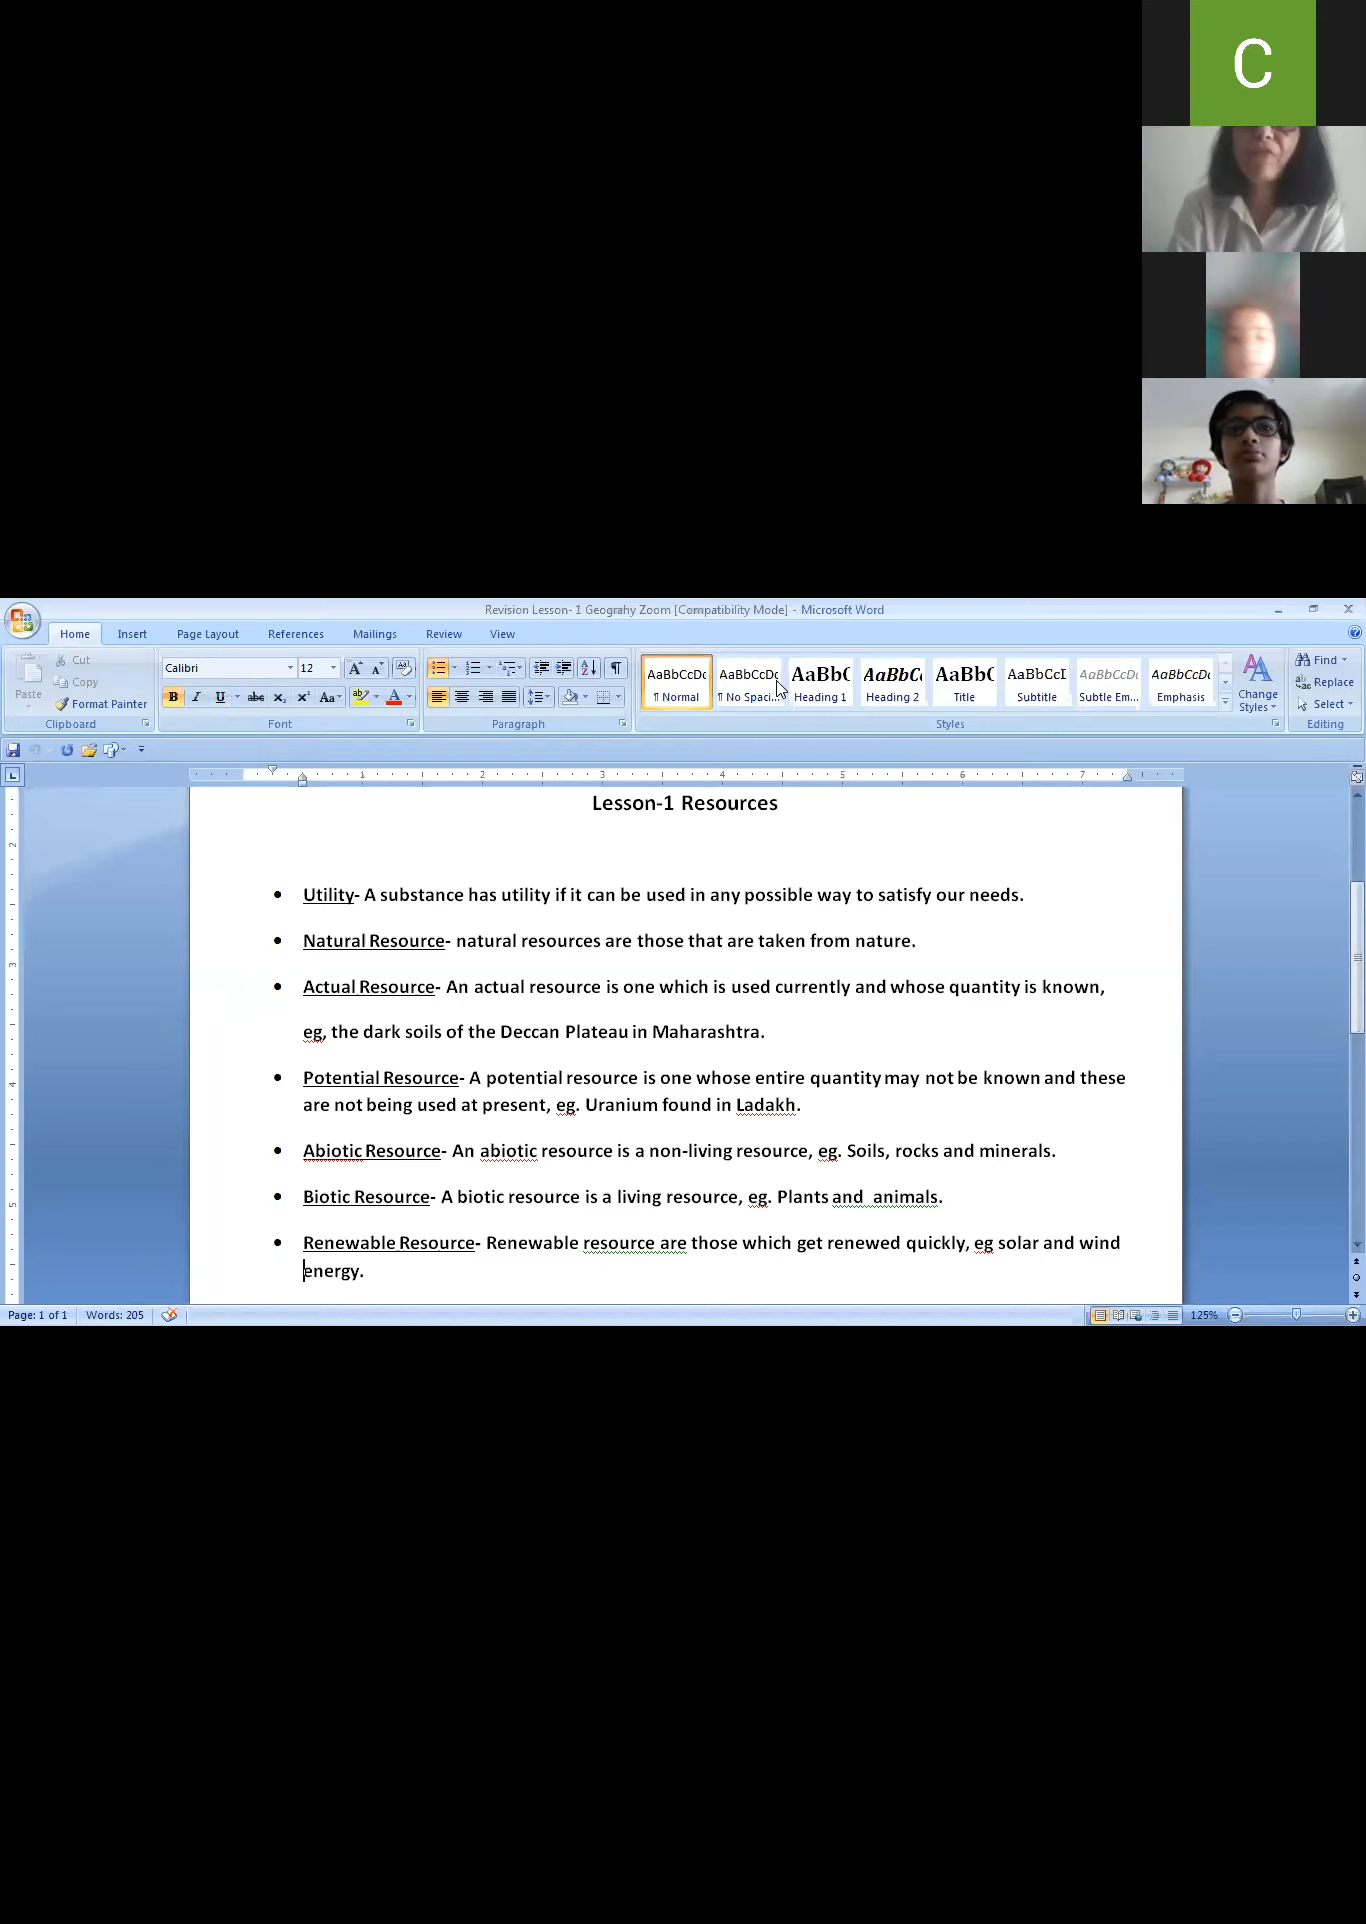 C
Revision Lesson- 1 Geograhy Zoom [Compatibility Mode] - Microsoft Word
Home Insert Page Layout References Mailings Review View
Cut
Copy
Paste
Format Painter
Clipboard
Calibri 12
Font
Paragraph
AaBbCcDc AaBbCcDc AaBbC AaBbC AaBbC AaBbCcI AaBbCcDc AaBbCcDc
¶ Normal ¶ No Spaci... Heading 1 Heading 2 Title Subtitle Subtle Em... Emphasis
Change Styles
Styles
Find
Replace
Select
Editing
1 2 3 4 5 6 7
Lesson-1 Resources
Utility- A substance has utility if it can be used in any possible way to satisfy our needs.
Natural Resource- natural resources are those that are taken from nature.
Actual Resource- An actual resource is one which is used currently and whose quantity is known,
eg, the dark soils of the Deccan Plateau in Maharashtra.
Potential Resource- A potential resource is one whose entire quantity may not be known and these
are not being used at present, eg. Uranium found in Ladakh.
Abiotic Resource- An abiotic resource is a non-living resource, eg. Soils, rocks and minerals.
Biotic Resource- A biotic resource is a living resource, eg. Plants and  animals.
Renewable Resource- Renewable resource are those which get renewed quickly, eg solar and wind
energy.
Page: 1 of 1 Words: 205 125%